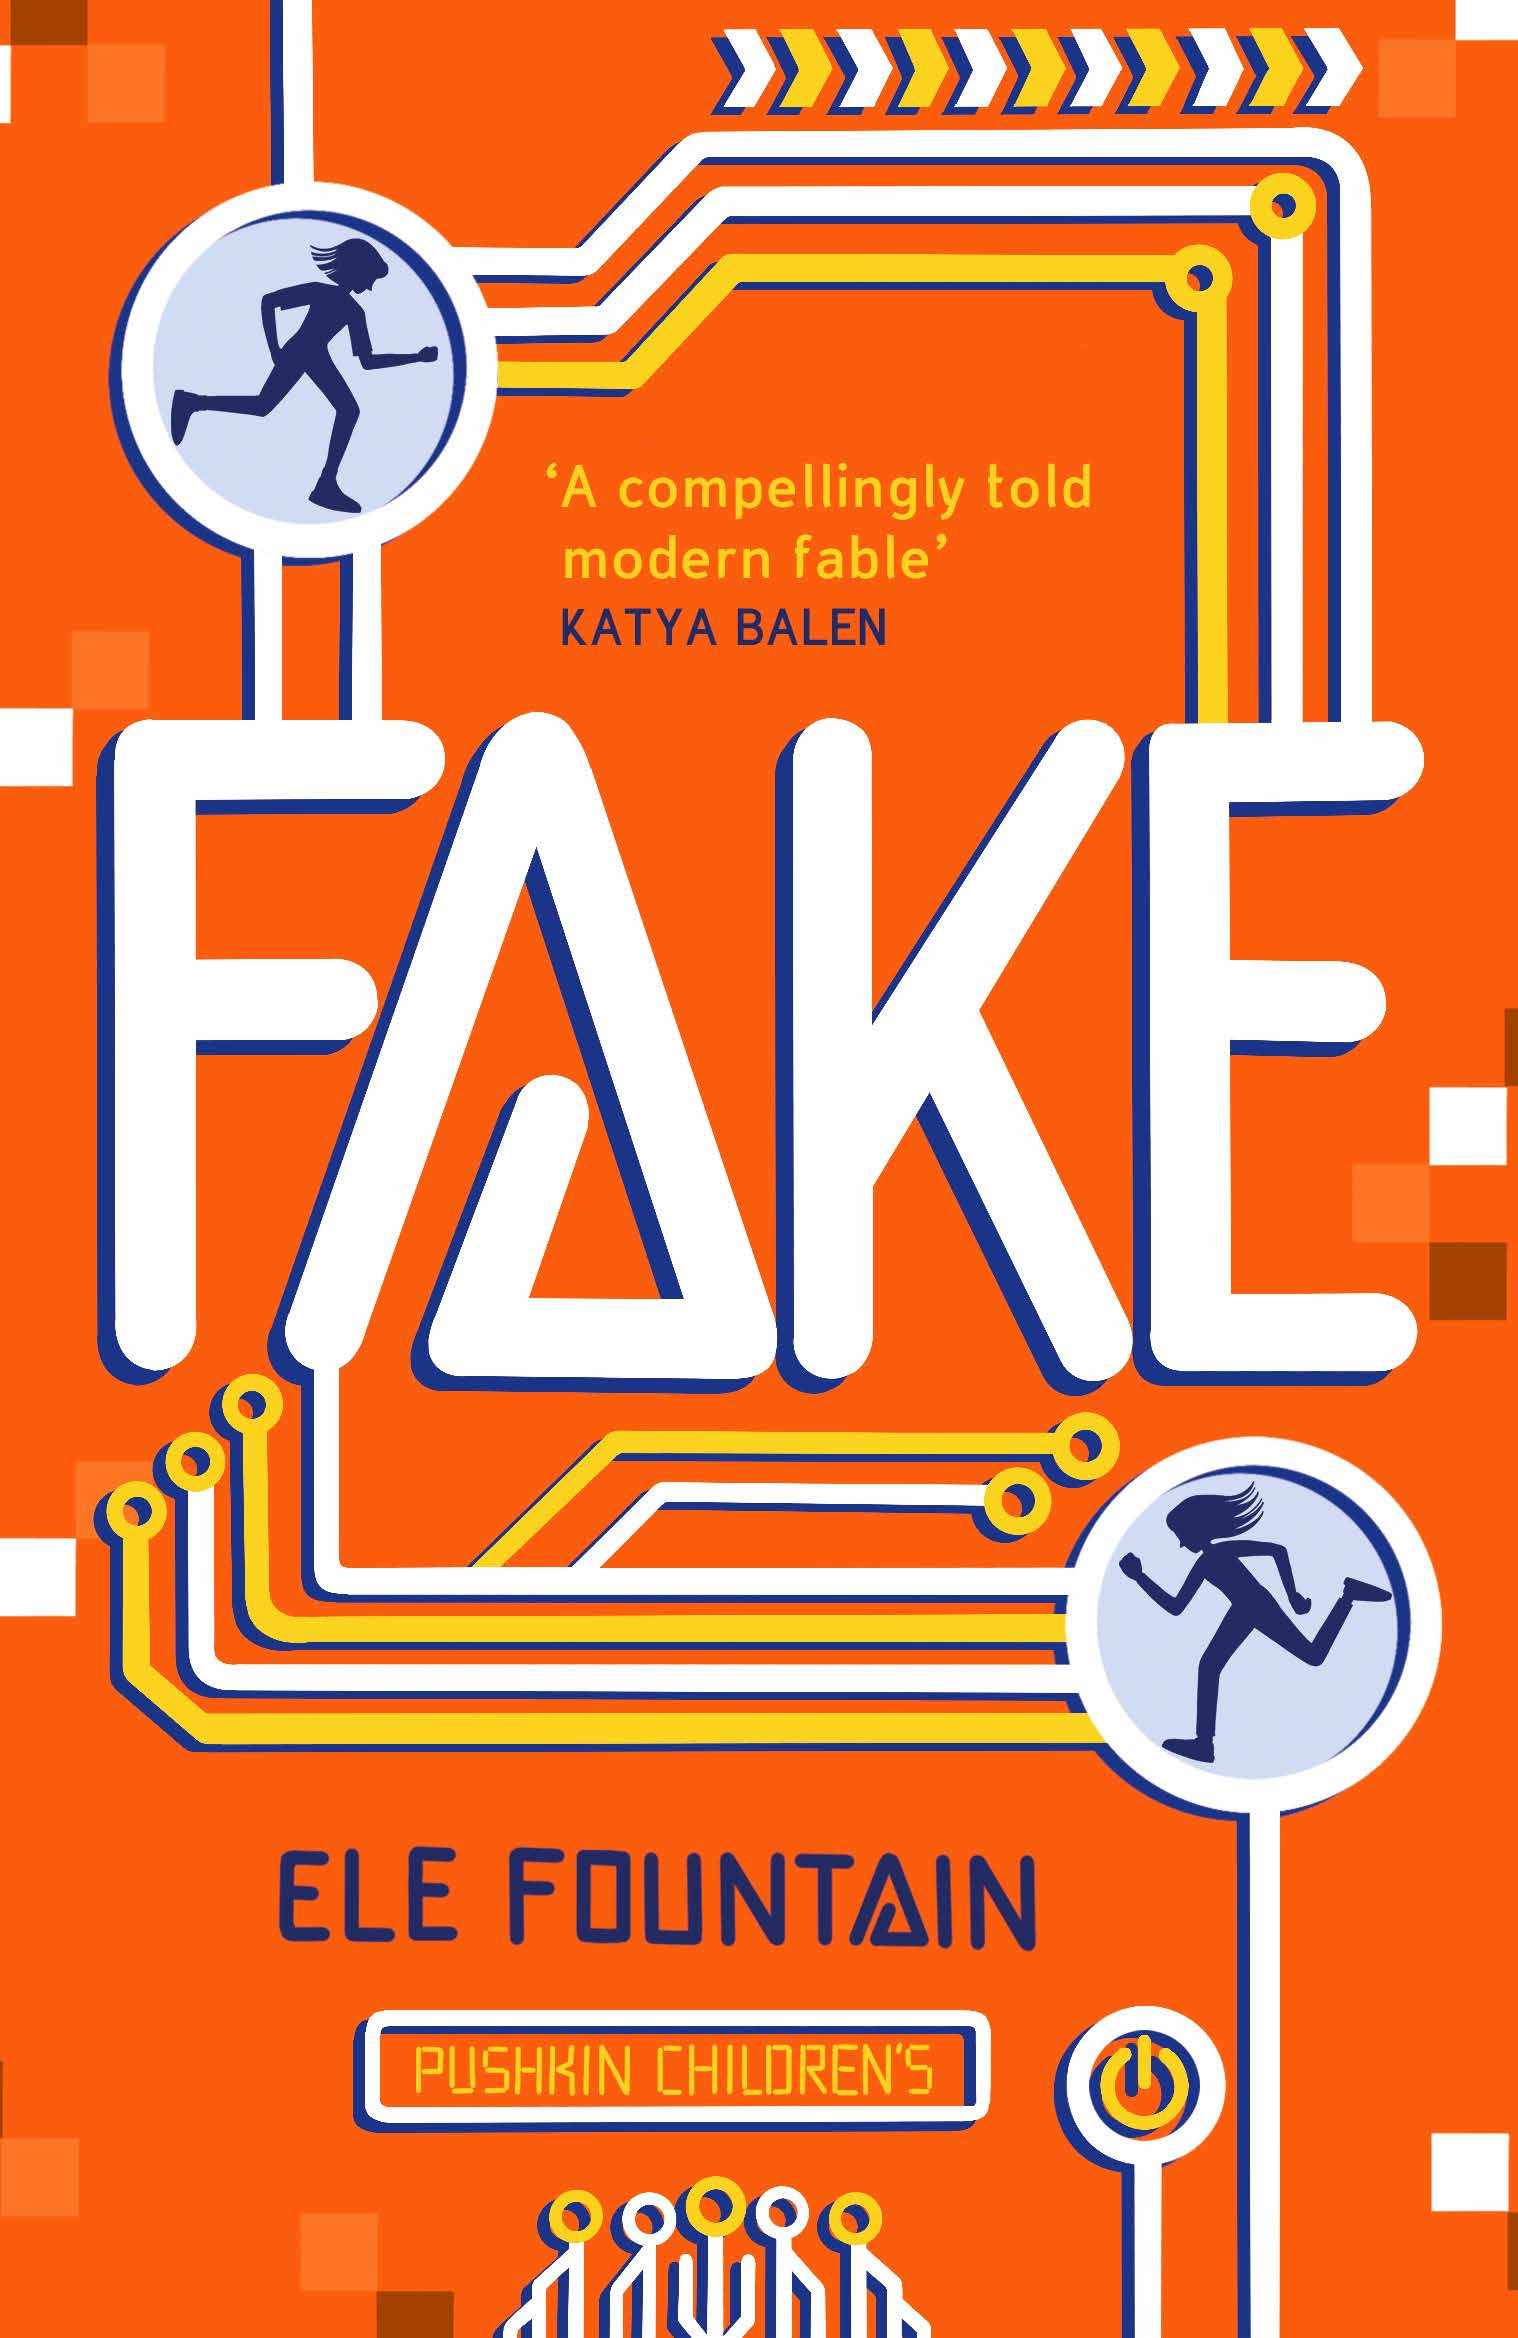 ‘A compellingly told
modern fable’
KATYA BALEN
FAKE
ELE FOUNTAIN
PUSHKIN CHILDREN'S